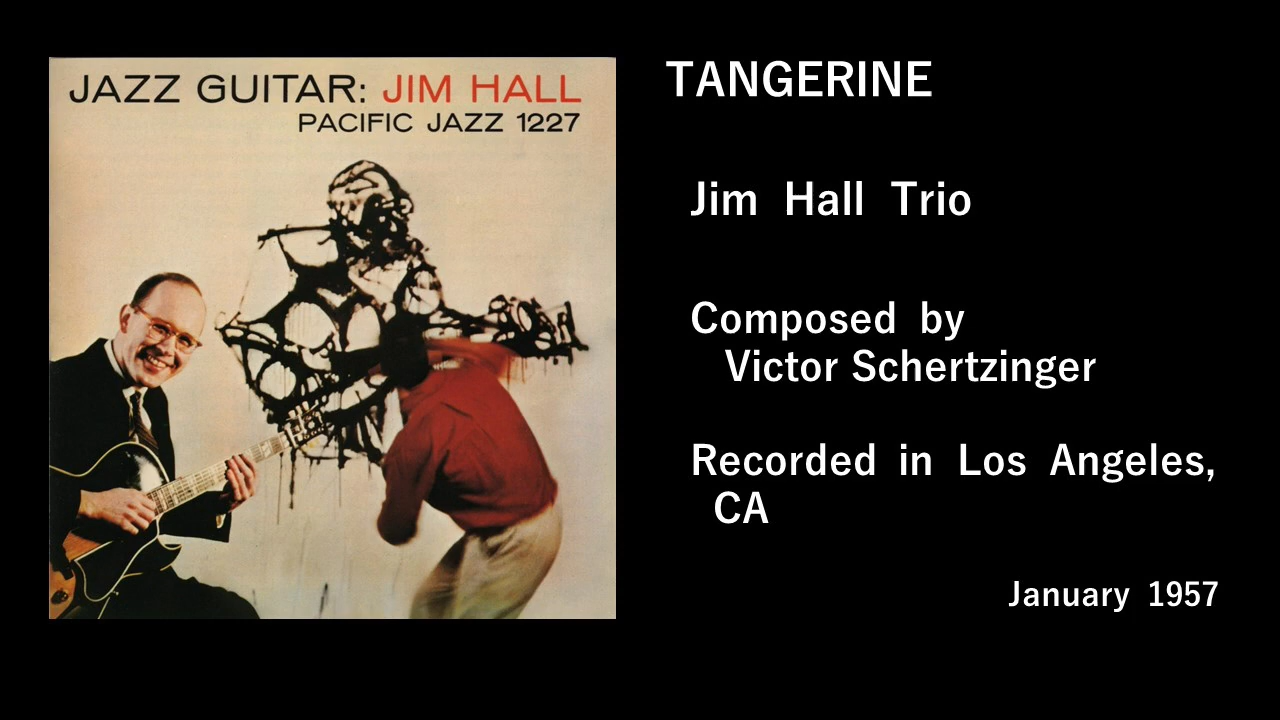 JAZZ GUITAR: JIM HALL
PACIFIC JAZZ 1227
TANGERINE
Jim Hall Trio
Composed by
Victor Schertzinger
Recorded in Los Angeles,
CA
January 1957